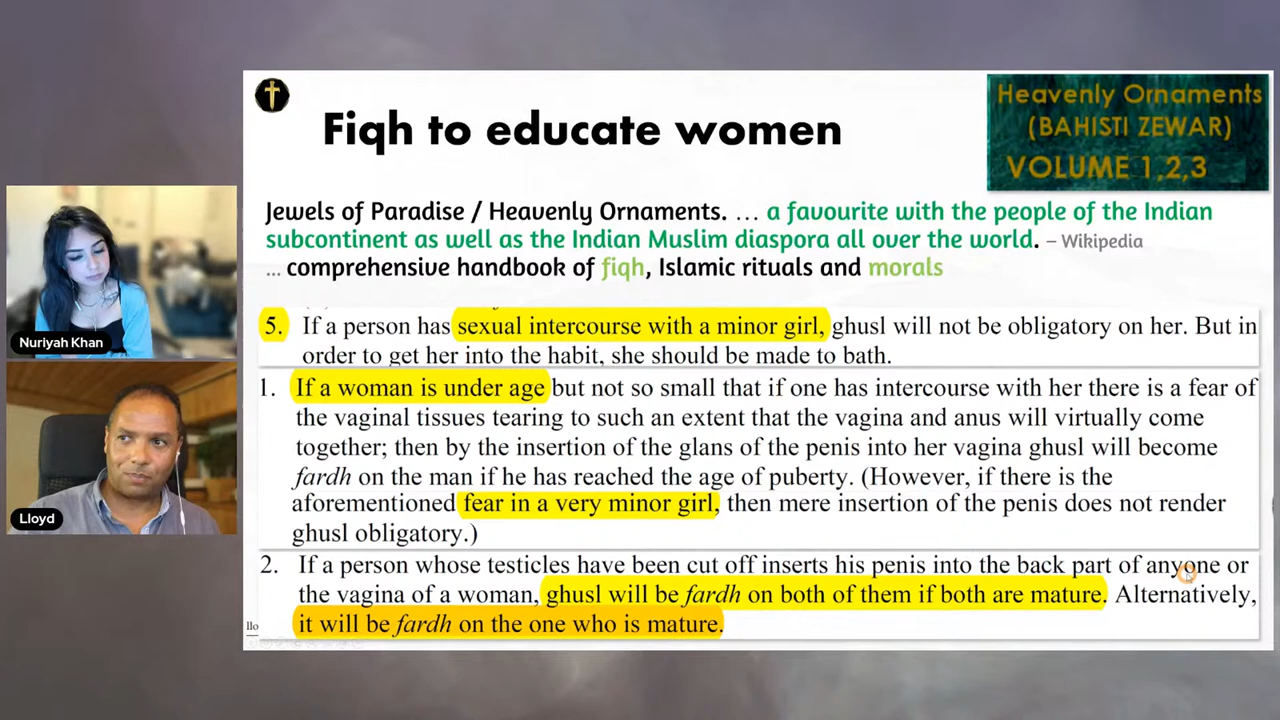 Fiqh to educate women
Heavenly Ornaments
(BAHISTI ZEWAR)
VOLUME 1,2,3
Jewels of Paradise / Heavenly Ornaments. … a favourite with the people of the Indian
subcontinent as well as the Indian Muslim diaspora all over the world. – Wikipedia
… comprehensive handbook of fiqh, Islamic rituals and morals
5. If a person has sexual intercourse with a minor girl, ghusl will not be obligatory on her. But in
order to get her into the habit, she should be made to bath.
1. If a woman is under age but not so small that if one has intercourse with her there is a fear of
the vaginal tissues tearing to such an extent that the vagina and anus will virtually come
together; then by the insertion of the glans of the penis into her vagina ghusl will become
fardh on the man if he has reached the age of puberty. (However, if there is the
aforementioned fear in a very minor girl, then mere insertion of the penis does not render
ghusl obligatory.)
2. If a person whose testicles have been cut off inserts his penis into the back part of anyone or
the vagina of a woman, ghusl will be fardh on both of them if both are mature. Alternatively,
it will be fardh on the one who is mature.
Nuriyah Khan
Lloyd